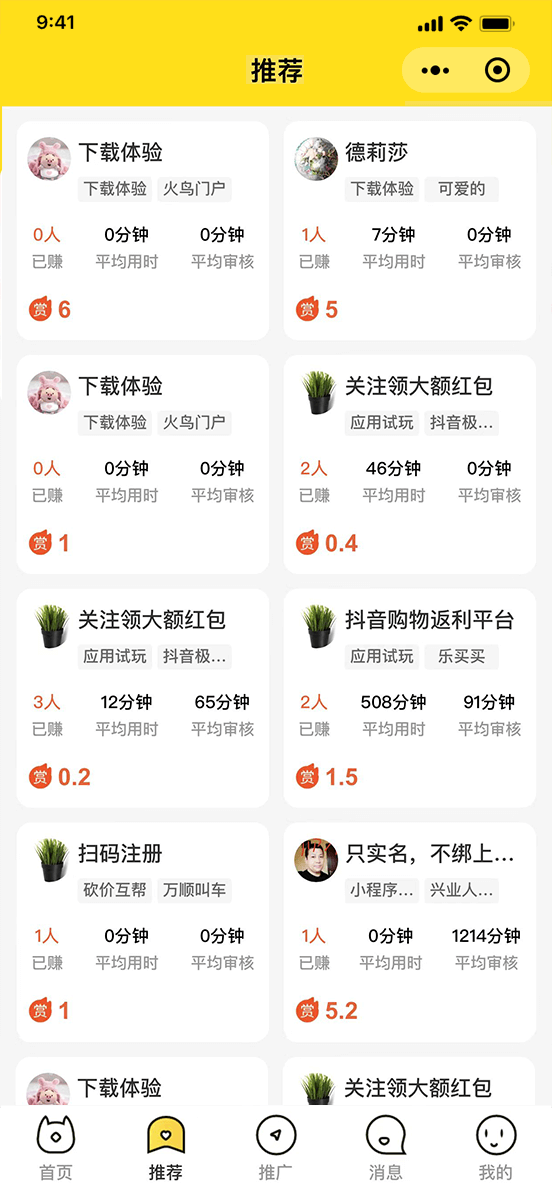 9:41
推荐
下载体验
下载体验 火鸟门户
0人 0分钟 0分钟
已赚 平均用时 平均审核
赏 6
德莉莎
下载体验 可爱的
1人 7分钟 0分钟
已赚 平均用时 平均审核
赏 5
下载体验
下载体验 火鸟门户
0人 0分钟 0分钟
已赚 平均用时 平均审核
赏 1
关注领大额红包
应用试玩 抖音极...
2人 46分钟 0分钟
已赚 平均用时 平均审核
赏 0.4
关注领大额红包
应用试玩 抖音极...
3人 12分钟 65分钟
已赚 平均用时 平均审核
赏 0.2
抖音购物返利平台
应用试玩 乐买买
2人 508分钟 91分钟
已赚 平均用时 平均审核
赏 1.5
扫码注册
砍价互帮 万顺叫车
1人 0分钟 0分钟
已赚 平均用时 平均审核
赏 1
只实名，不绑上...
小程序... 兴业人...
1人 0分钟 1214分钟
已赚 平均用时 平均审核
赏 5.2
下载体验
关注领大额红包
首页 推荐 推广 消息 我的